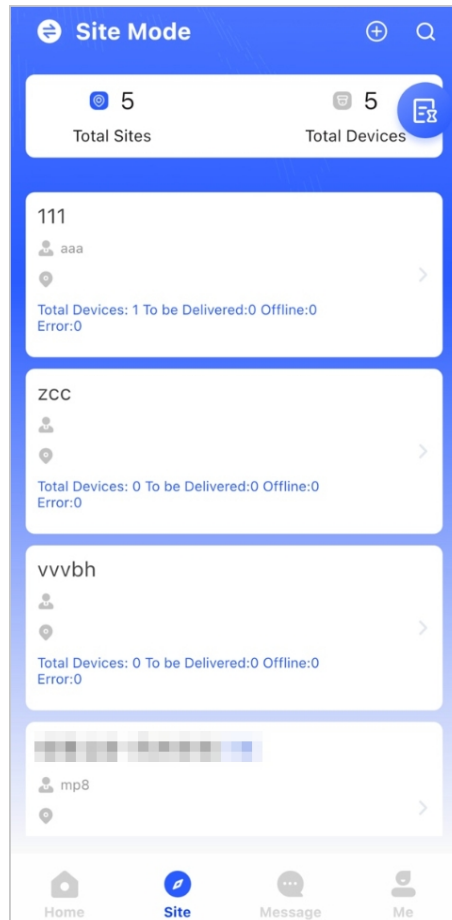 Site Mode
5
Total Sites
5
Total Devices
111
aaa
Total Devices: 1 To be Delivered:0 Offline:0
Error:0
zcc
Total Devices: 0 To be Delivered:0 Offline:0
Error:0
vvvbh
Total Devices: 0 To be Delivered:0 Offline:0
Error:0
mp8
Home
Site
Message
Me